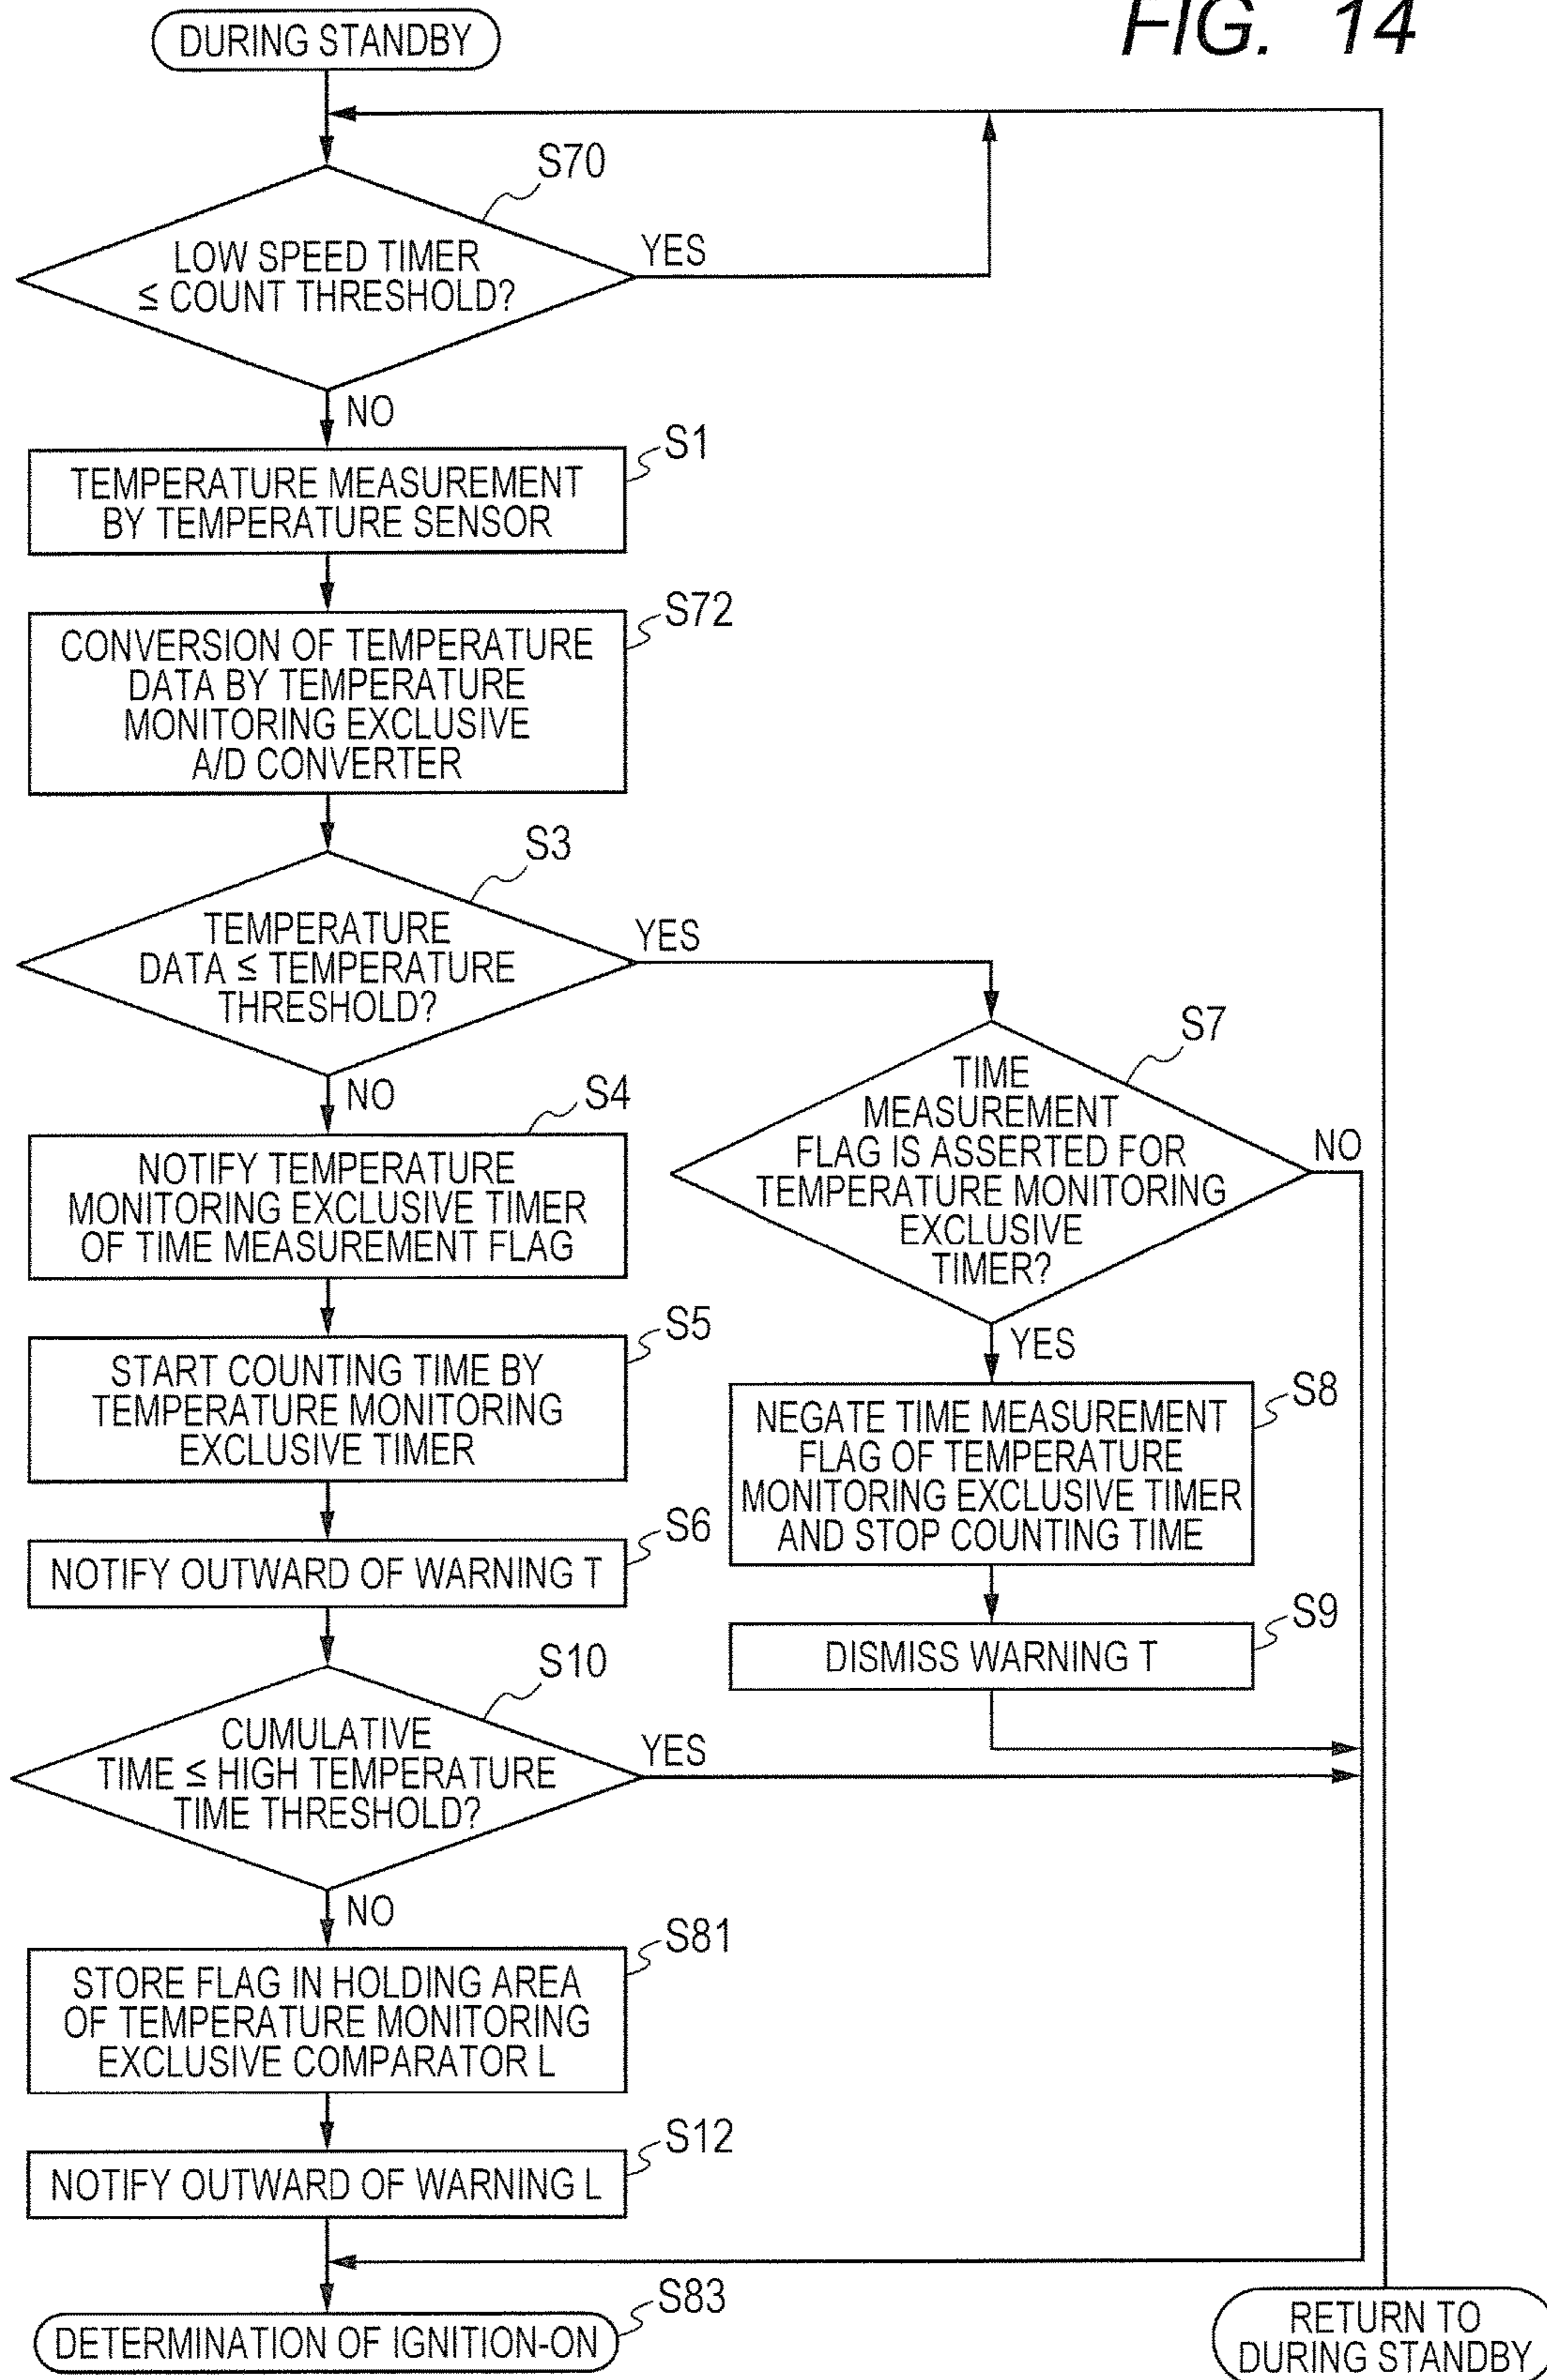 FIG. 14
DURING STANDBY
S70
LOW SPEED TIMER
≤ COUNT THRESHOLD?
YES
NO
S1
TEMPERATURE MEASUREMENT
BY TEMPERATURE SENSOR
S72
CONVERSION OF TEMPERATURE
DATA BY TEMPERATURE
MONITORING EXCLUSIVE
A/D CONVERTER
S3
TEMPERATURE
DATA ≤ TEMPERATURE
THRESHOLD?
YES
NO
S4
NOTIFY TEMPERATURE
MONITORING EXCLUSIVE TIMER
OF TIME MEASUREMENT FLAG
S5
START COUNTING TIME BY
TEMPERATURE MONITORING
EXCLUSIVE TIMER
S6
NOTIFY OUTWARD OF WARNING T
S7
TIME
MEASUREMENT
FLAG IS ASSERTED FOR
TEMPERATURE MONITORING
EXCLUSIVE
TIMER?
NO
YES
S8
NEGATE TIME MEASUREMENT
FLAG OF TEMPERATURE
MONITORING EXCLUSIVE TIMER
AND STOP COUNTING TIME
S9
DISMISS WARNING T
S10
CUMULATIVE
TIME ≤ HIGH TEMPERATURE
TIME THRESHOLD?
YES
NO
S81
STORE FLAG IN HOLDING AREA
OF TEMPERATURE MONITORING
EXCLUSIVE COMPARATOR L
S12
NOTIFY OUTWARD OF WARNING L
S83
DETERMINATION OF IGNITION-ON
RETURN TO
DURING STANDBY